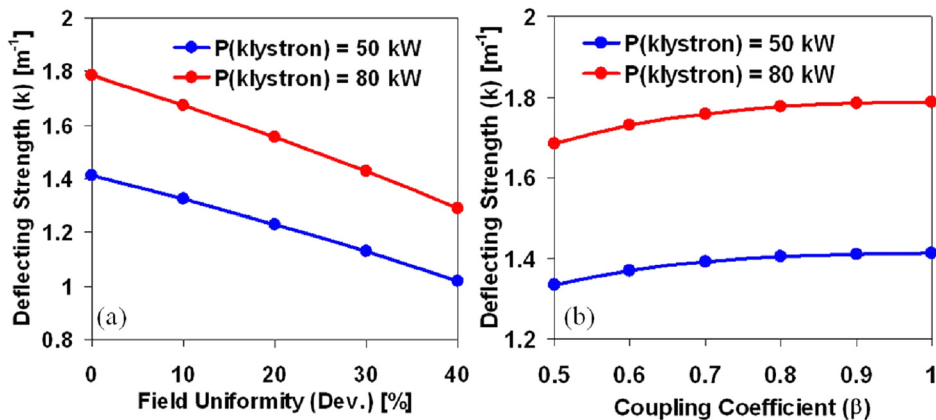 Deflecting Strength (k) [m⁻¹]
2
1.8
1.6
1.4
1.2
1
0.8
P(klystron) = 50 kW
P(klystron) = 80 kW
(a)
0 10 20 30 40
Field Uniformity (Dev.) [%]
Deflecting Strength (k) [m⁻¹]
2
1.8
1.6
1.4
1.2
P(klystron) = 50 kW
P(klystron) = 80 kW
(b)
0.5 0.6 0.7 0.8 0.9 1
Coupling Coefficient (β)